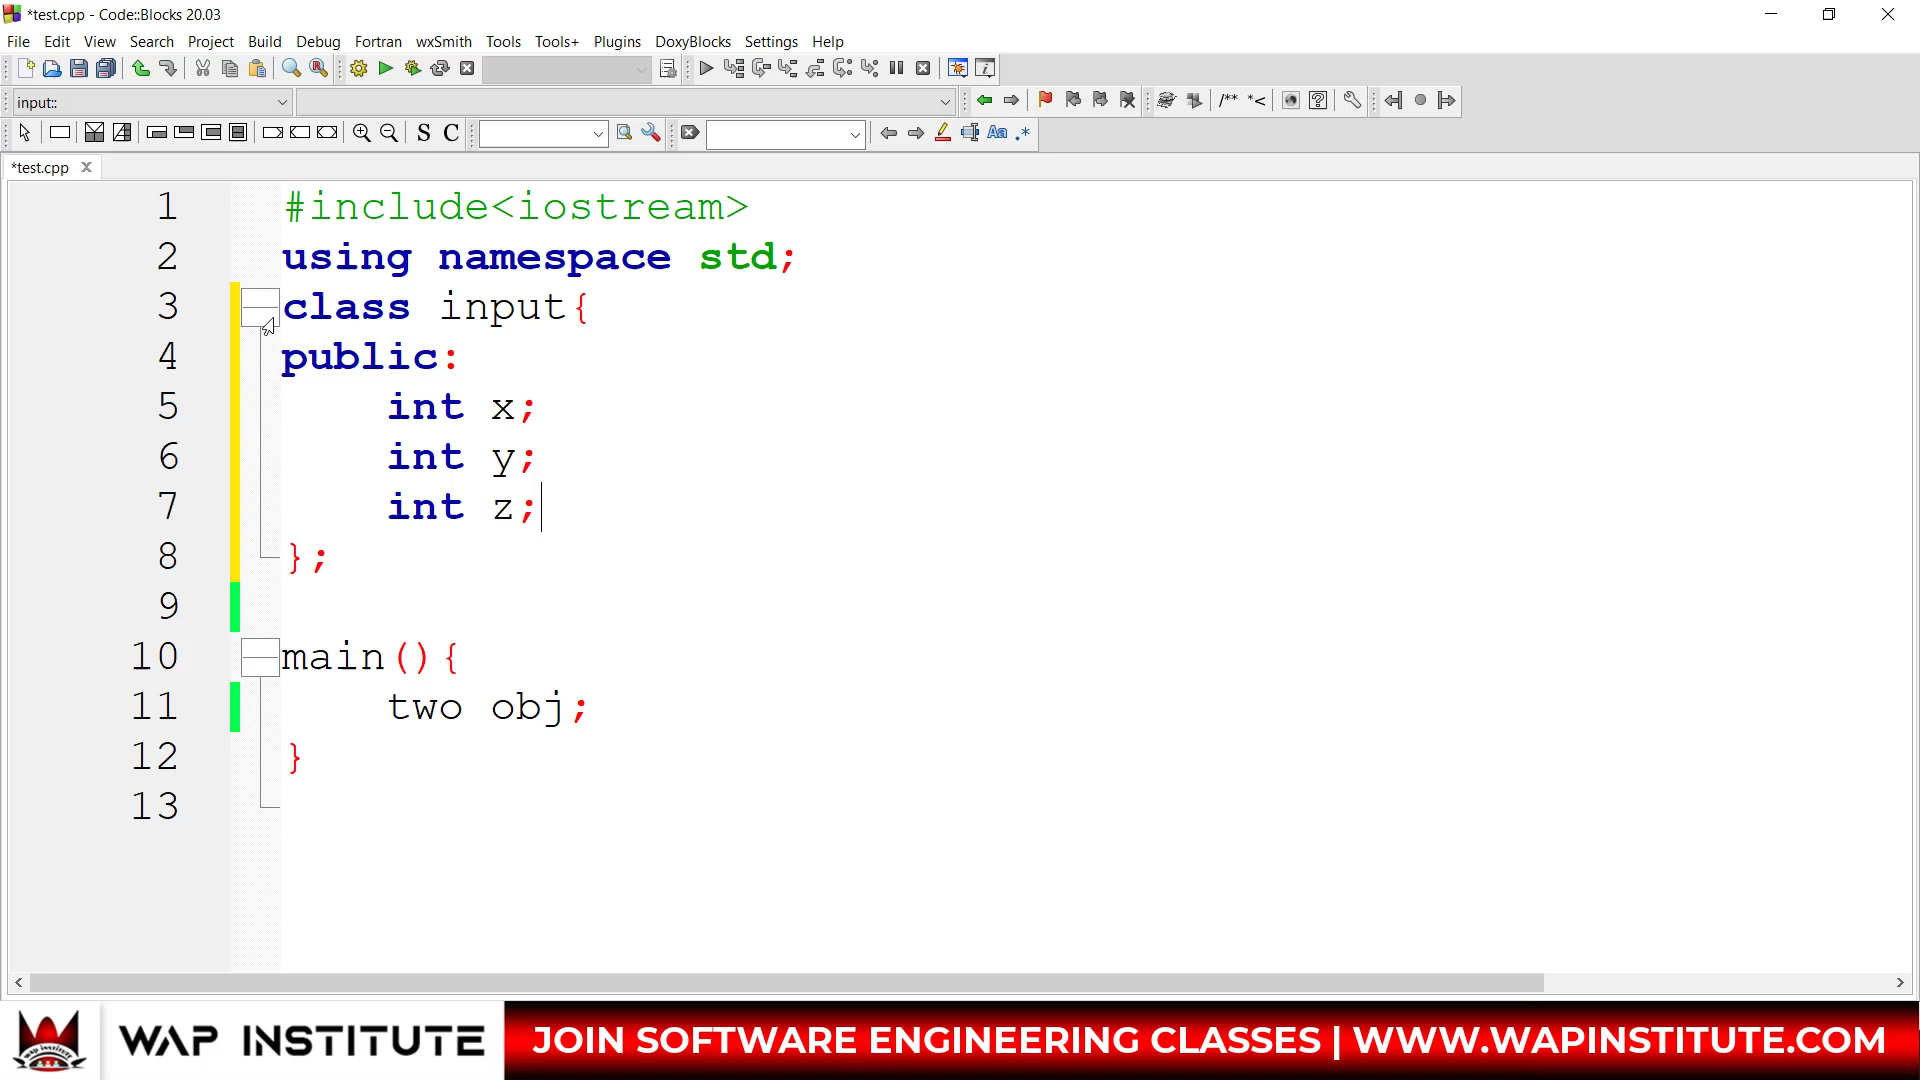 *test.cpp - Code::Blocks 20.03
File Edit View Search Project Build Debug Fortran wxSmith Tools Tools+ Plugins DoxyBlocks Settings Help
input::
/** *<
S C
Aa .*
*test.cpp
1 #include<iostream>
2 using namespace std;
3 class input{
4 public:
5 int x;
6 int y;
7 int z;
8 };
9
10 main(){
11 two obj;
12 }
13
WAP INSTITUTE JOIN SOFTWARE ENGINEERING CLASSES | WWW.WAPINSTITUTE.COM